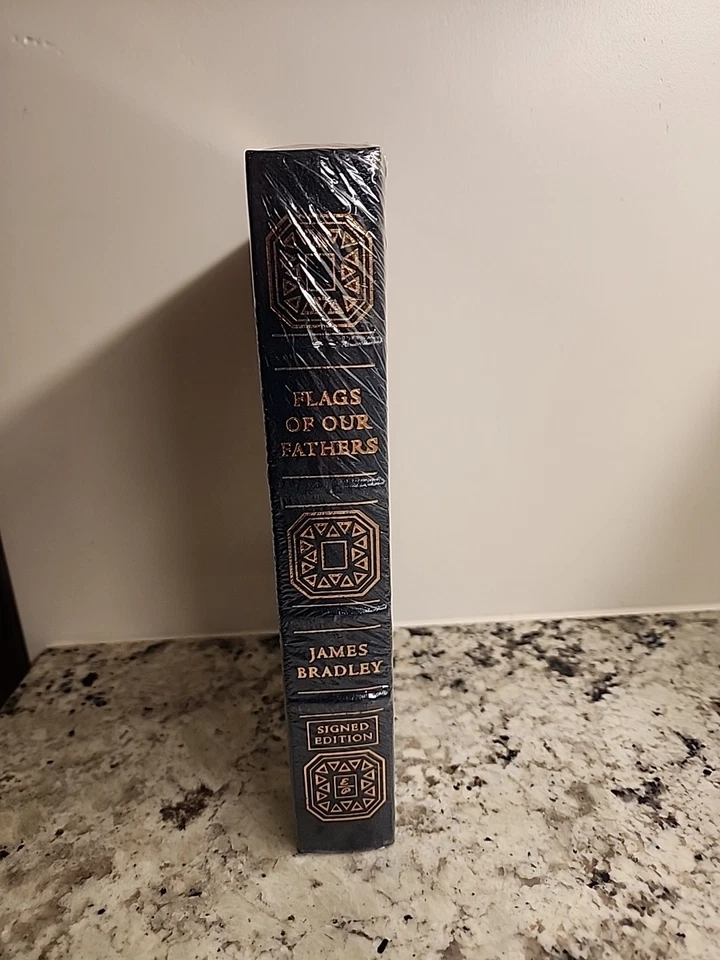 FLAGS
OF OUR
FATHERS
JAMES
BRADLEY
SIGNED
EDITION
E
P